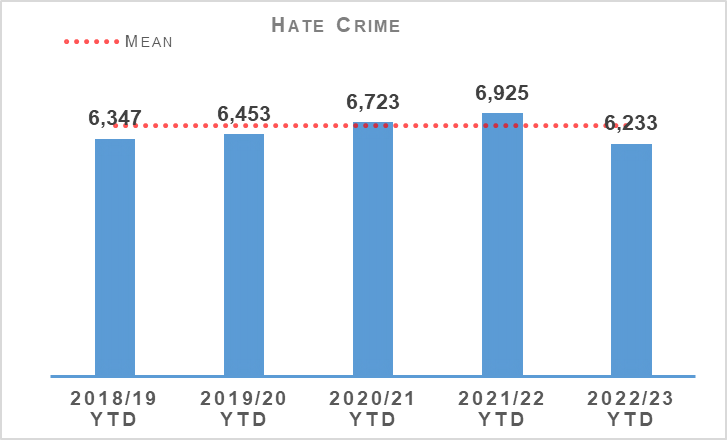 HATE CRIME
MEAN
6,347
6,453
6,723
6,925
6,233
2018/19 YTD
2019/20 YTD
2020/21 YTD
2021/22 YTD
2022/23 YTD